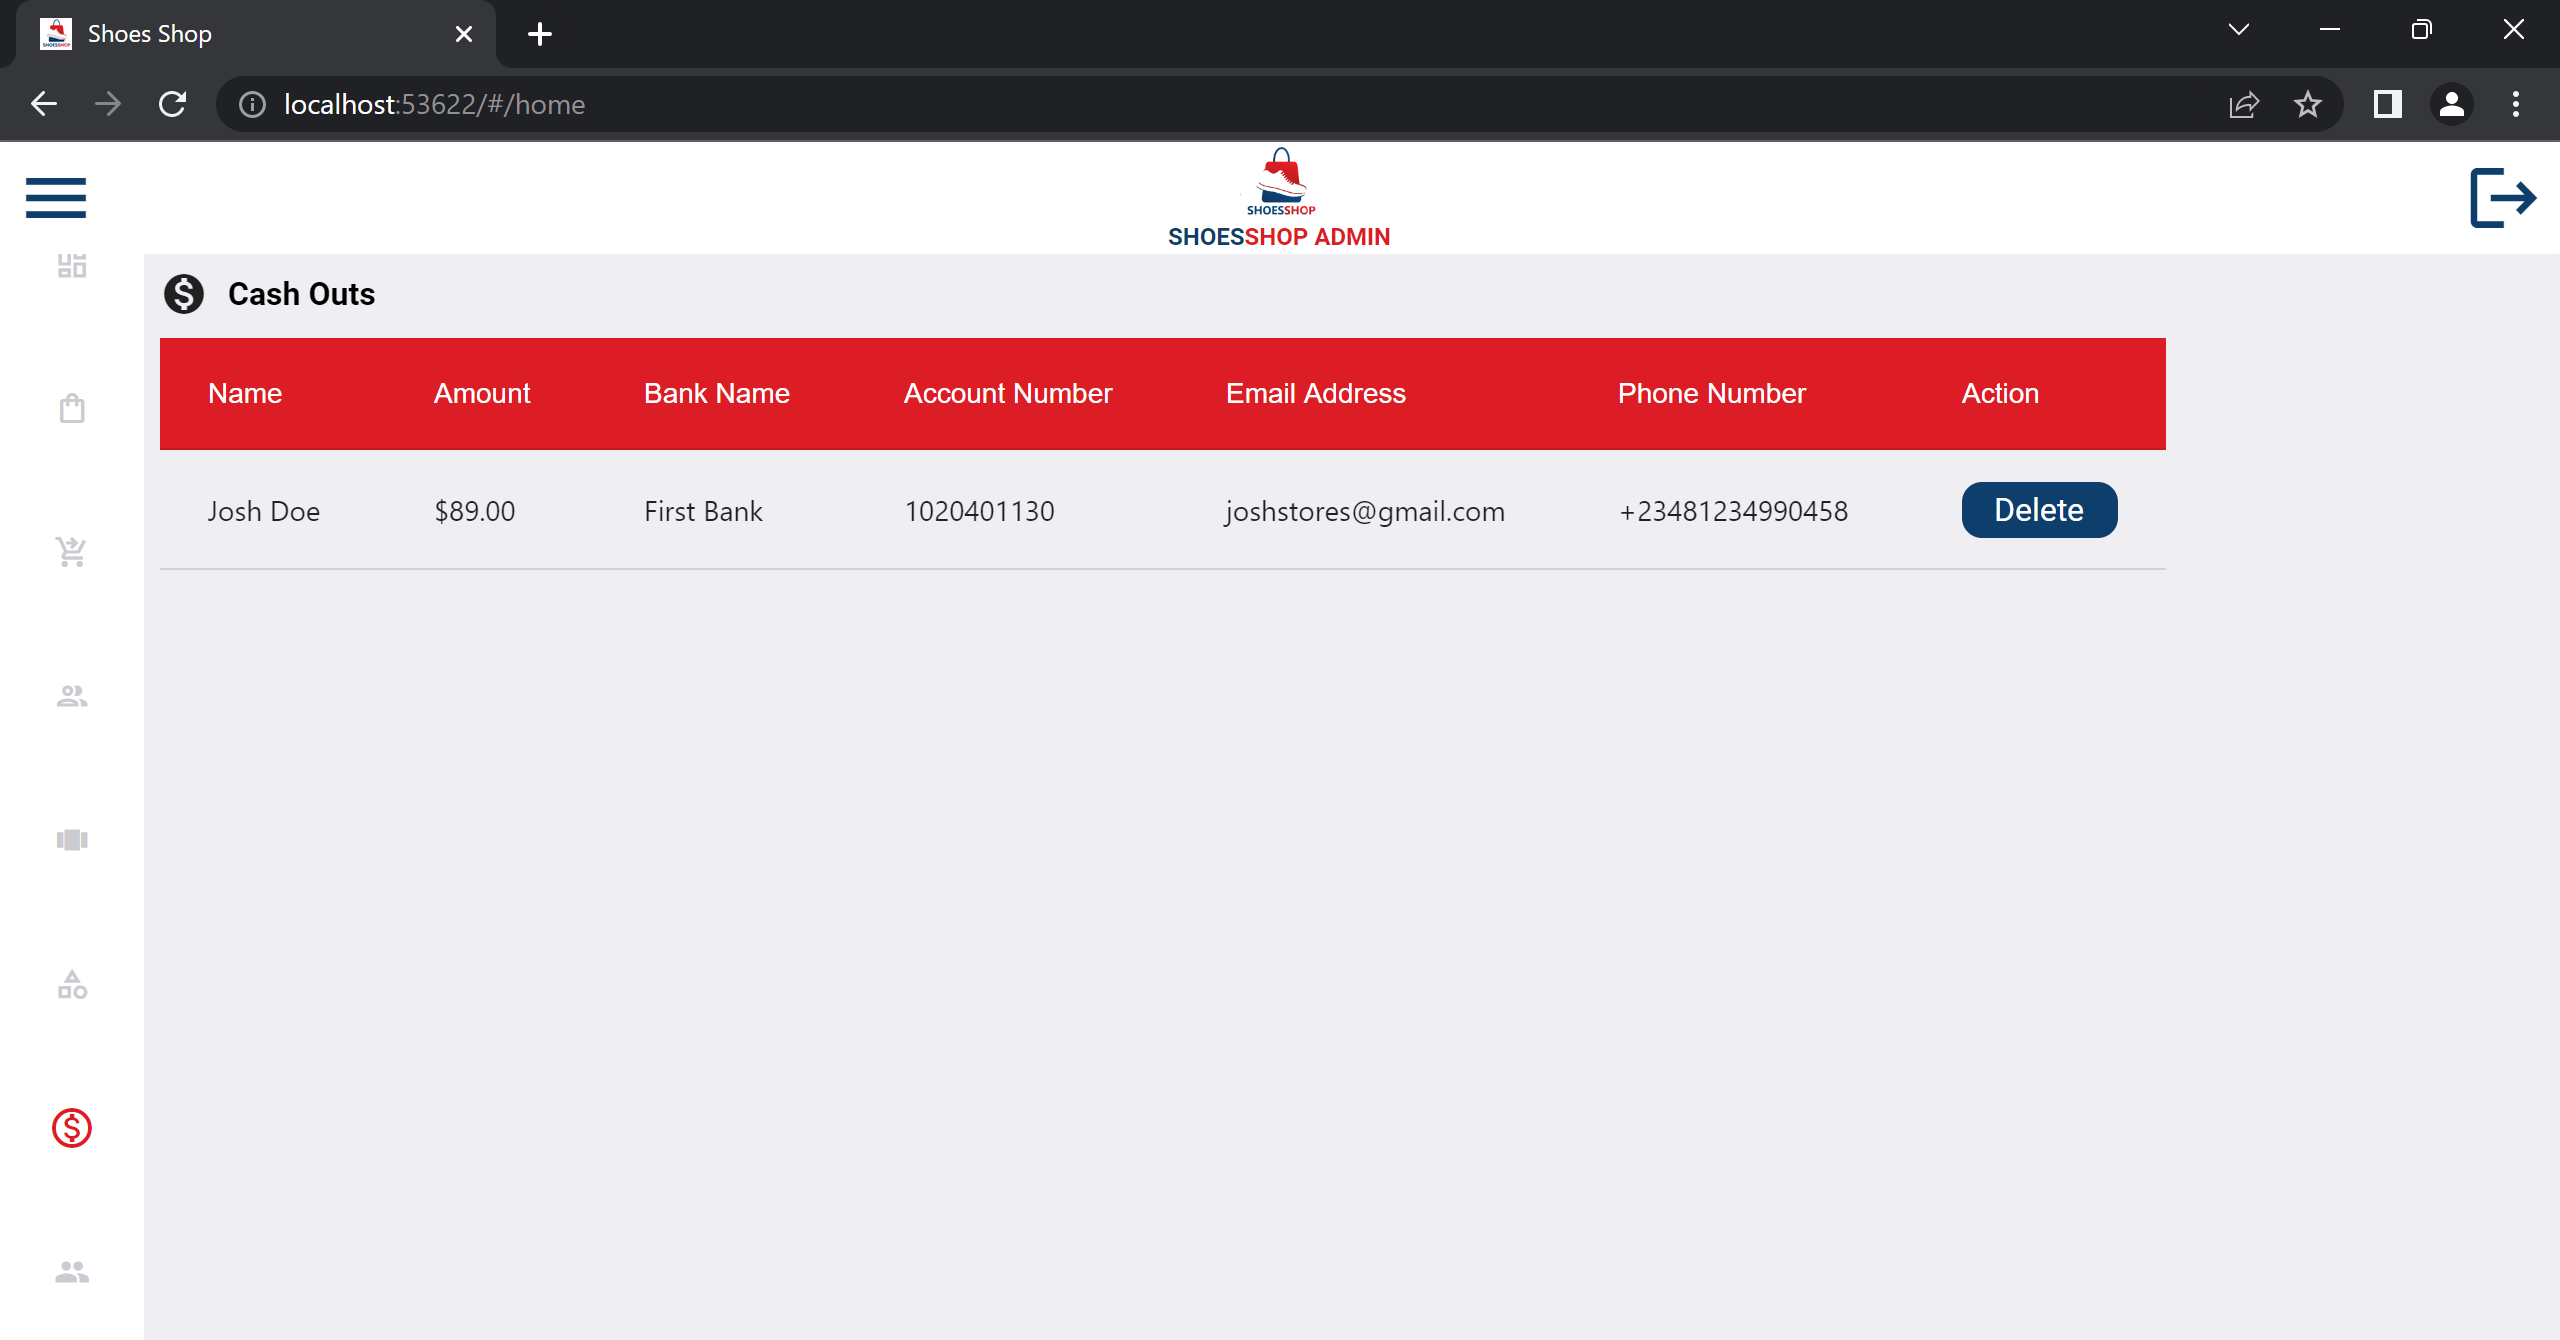 Shoes Shop
localhost:53622/#/home
SHOESSHOP
SHOESSHOP ADMIN
Cash Outs
Name Amount Bank Name Account Number Email Address Phone Number Action
Josh Doe $89.00 First Bank 1020401130 joshstores@gmail.com +23481234990458 Delete